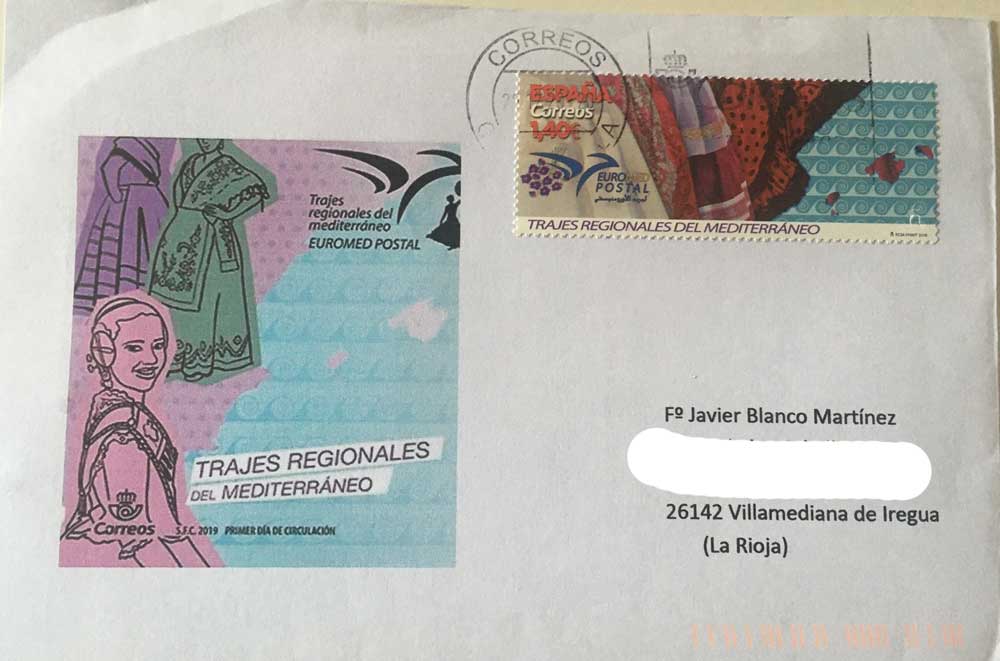 CORREOS
ESPAÑA
Correos
1,40€
EUROMED
POSTAL
TRAJES REGIONALES DEL MEDITERRÁNEO
Trajes
regionales del
mediterráneo
EUROMED POSTAL
TRAJES REGIONALES
DEL MEDITERRÁNEO
Correos
S.F.C. 2019 PRIMER DÍA DE CIRCULACIÓN
Fº Javier Blanco Martínez
26142 Villamediana de Iregua
(La Rioja)